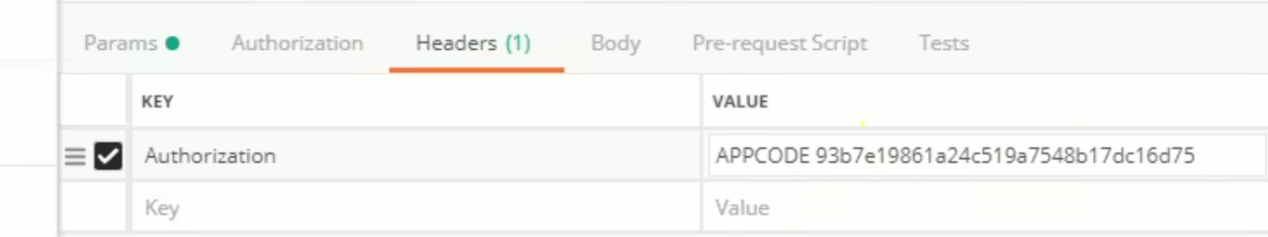 Params Authorization Headers (1) Body Pre-request Script Tests
KEY VALUE
Authorization APPCODE 93b7e19861a24c519a7548b17dc16d75
Key Value